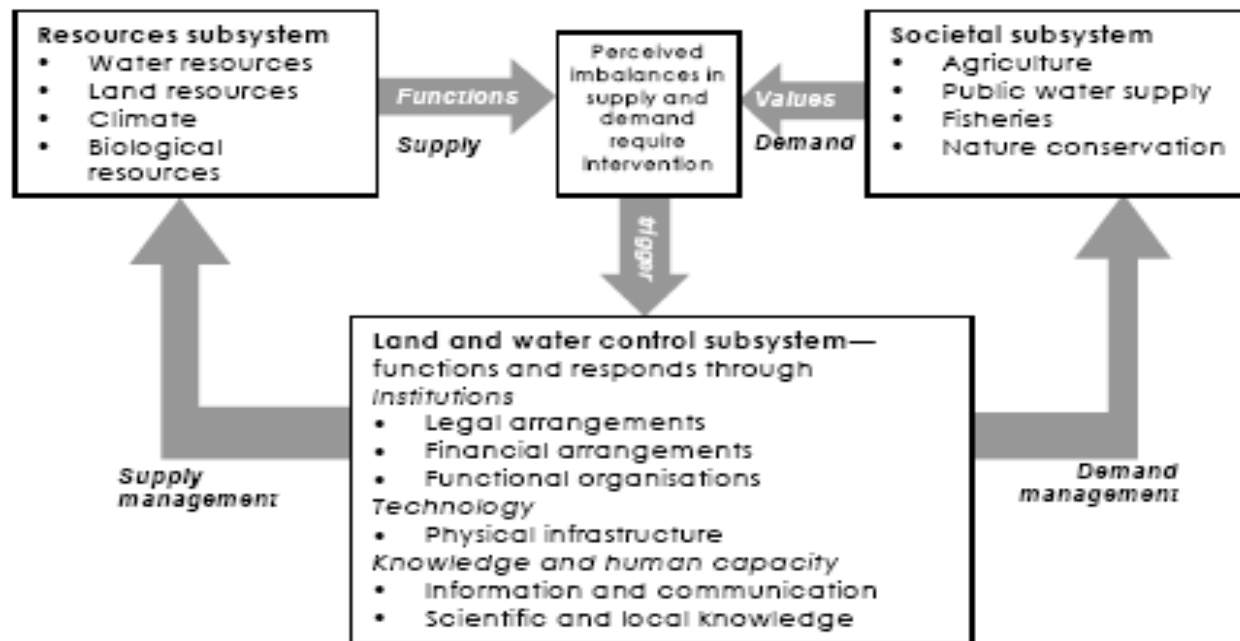 Resources subsystem
• Water resources
• Land resources
• Climate
• Biological
resources
Functions
Supply
Perceived
imbalances in
supply and
demand
require
intervention
Values
Demand
Societal subsystem
• Agriculture
• Public water supply
• Fisheries
• Nature conservation
trigger
Land and water control subsystem—
functions and responds through
Institutions
• Legal arrangements
• Financial arrangements
• Functional organisations
Technology
• Physical infrastructure
Knowledge and human capacity
• Information and communication
• Scientific and local knowledge
Supply
management
Demand
management